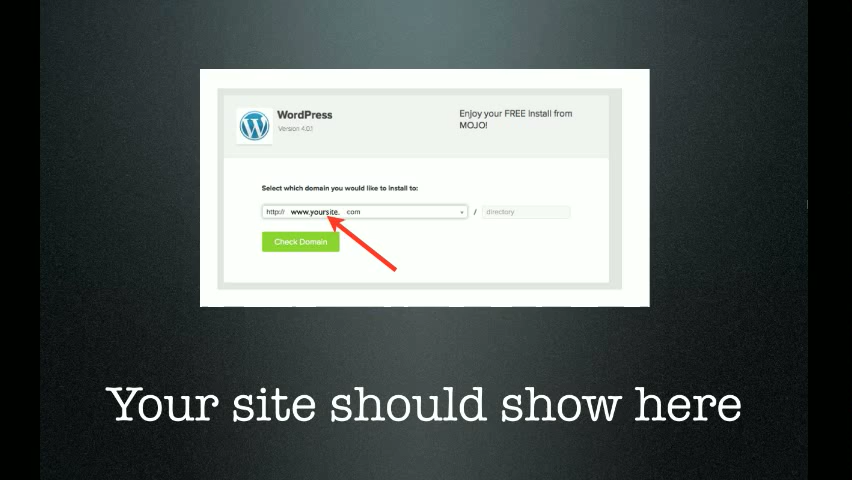 WordPress
Version 4.0.1
Enjoy your FREE install from
MOJO!
Select which domain you would like to install to:
http:// www.yoursite. com / directory
Check Domain
Your site should show here